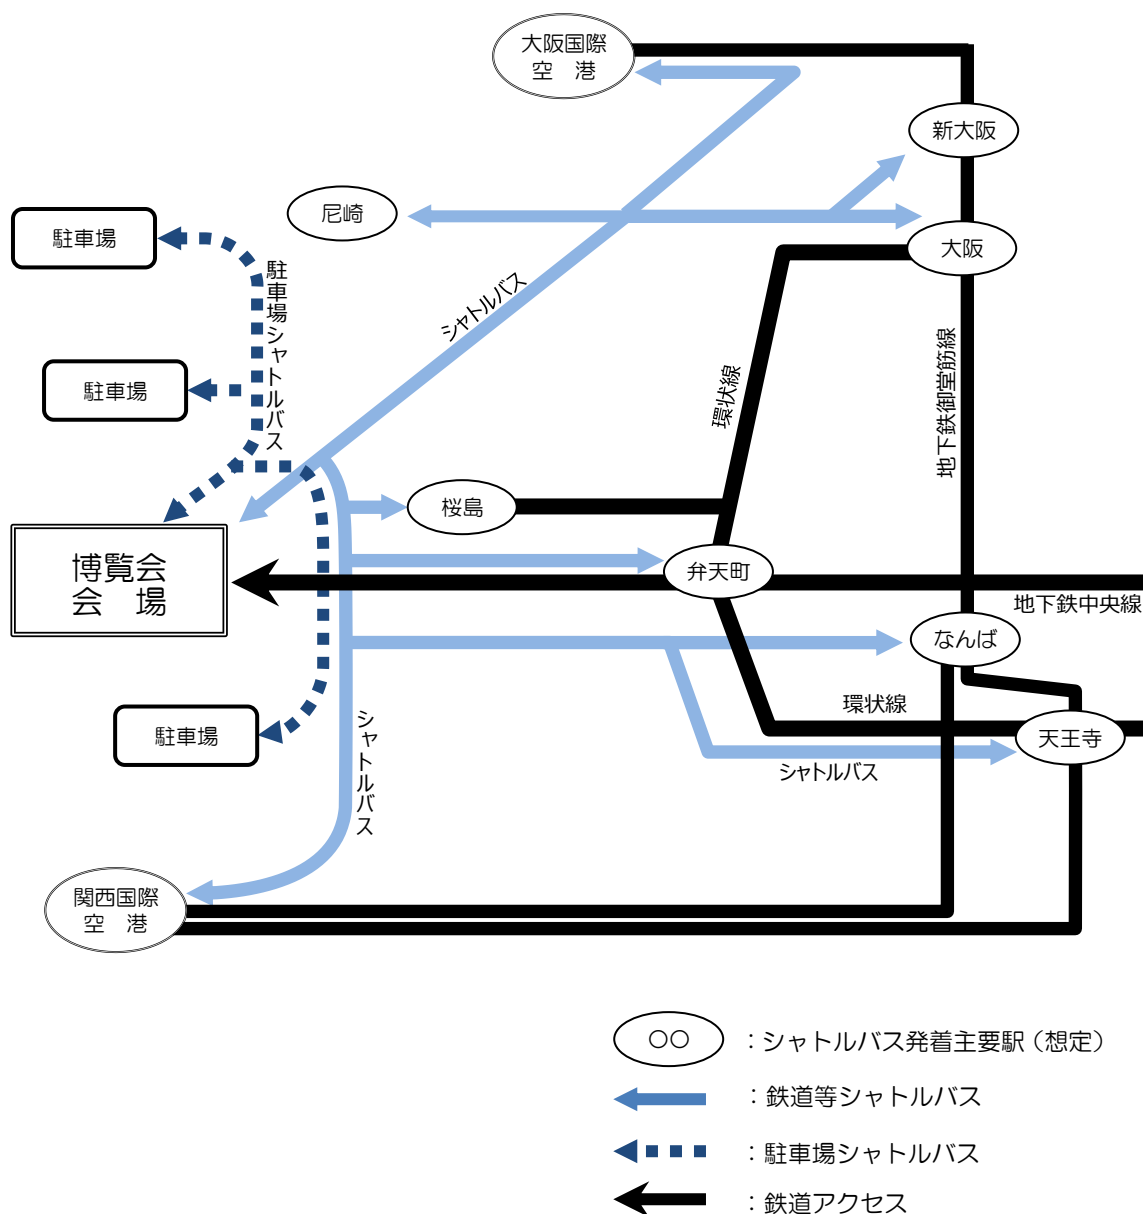 大阪国際
空　港
新大阪
尼崎
大阪
駐車場
駐車場シャトルバス
シャトルバス
駐車場
環状線
地下鉄御堂筋線
桜島
博覧会
会　場
弁天町
地下鉄中央線
なんば
環状線
天王寺
シャトルバス
駐車場
シャトルバス
関西国際
空　港
○○
：シャトルバス発着主要駅（想定）
：鉄道等シャトルバス
：駐車場シャトルバス
：鉄道アクセス